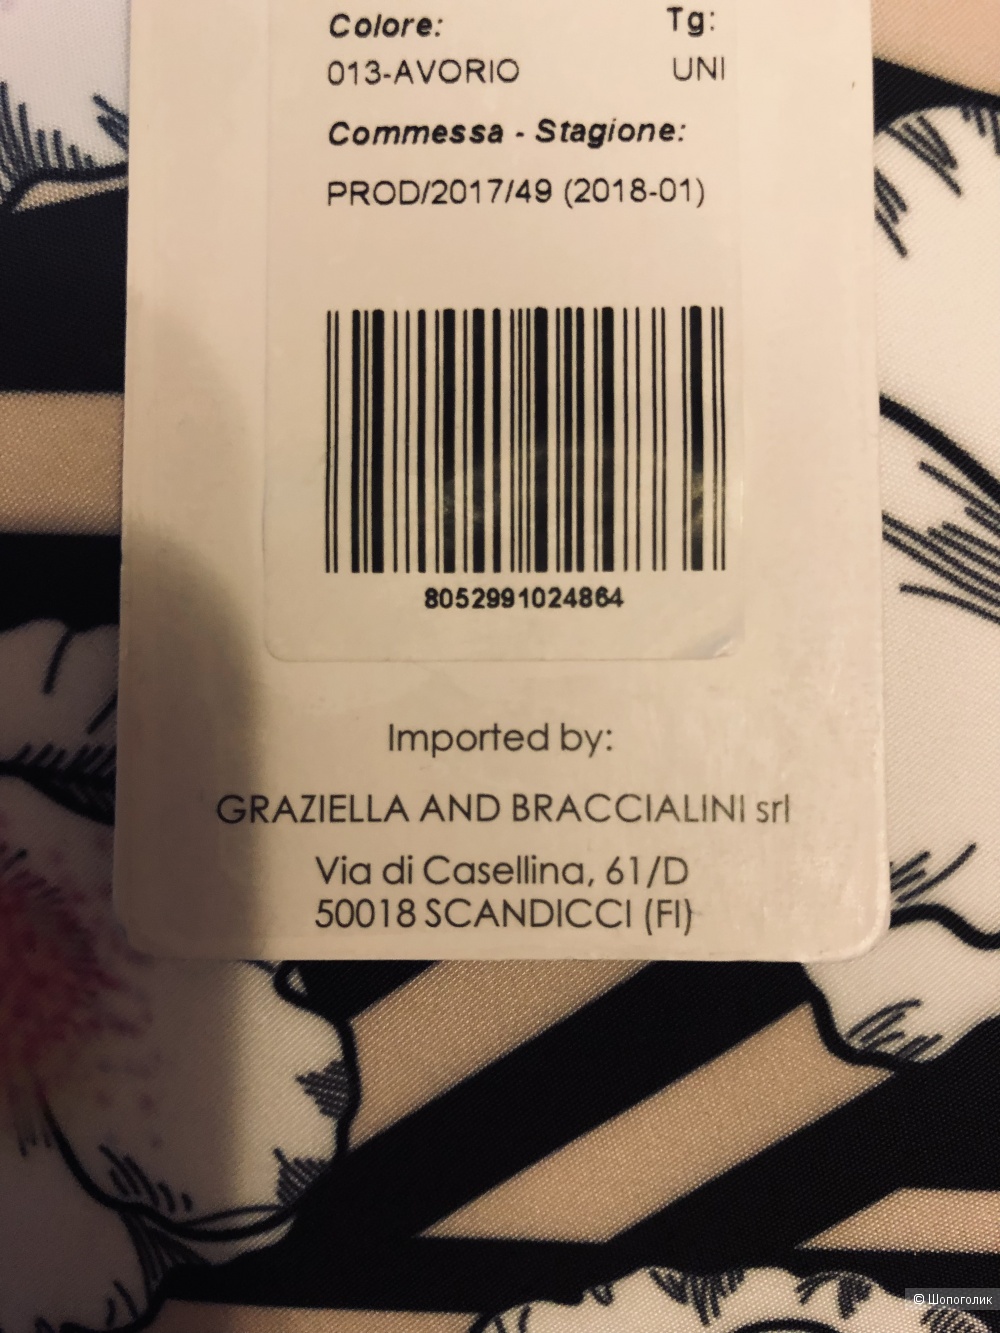 Colore: Tg:
013-AVORIO UNI
Commessa - Stagione:
PROD/2017/49 (2018-01)
8052991024864
Imported by:
GRAZIELLA AND BRACCIALINI srl
Via di Casellina, 61/D
50018 SCANDICCI (FI)
© Шопоголик